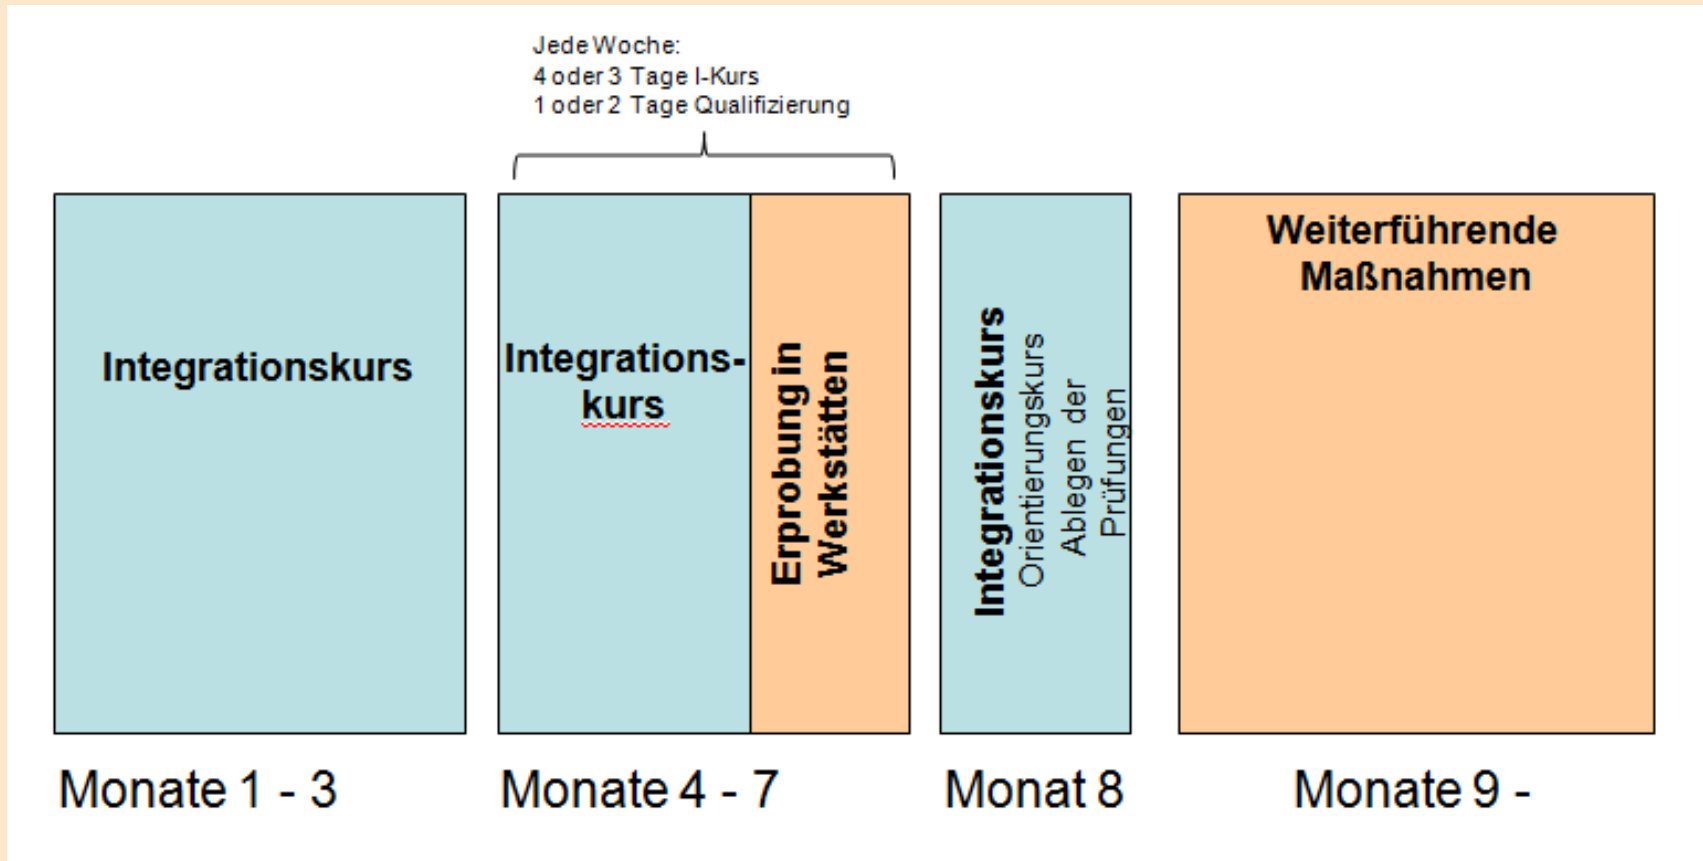 Jede Woche:
4 oder 3 Tage I-Kurs
1 oder 2 Tage Qualifizierung
Integrationskurs
Integrations-
kurs
Erprobung in
Werkstätten
Integrationskurs
Orientierungskurs
Ablegen der
Prüfungen
Weiterführende
Maßnahmen
Monate 1 - 3
Monate 4 - 7
Monat 8
Monate 9 -